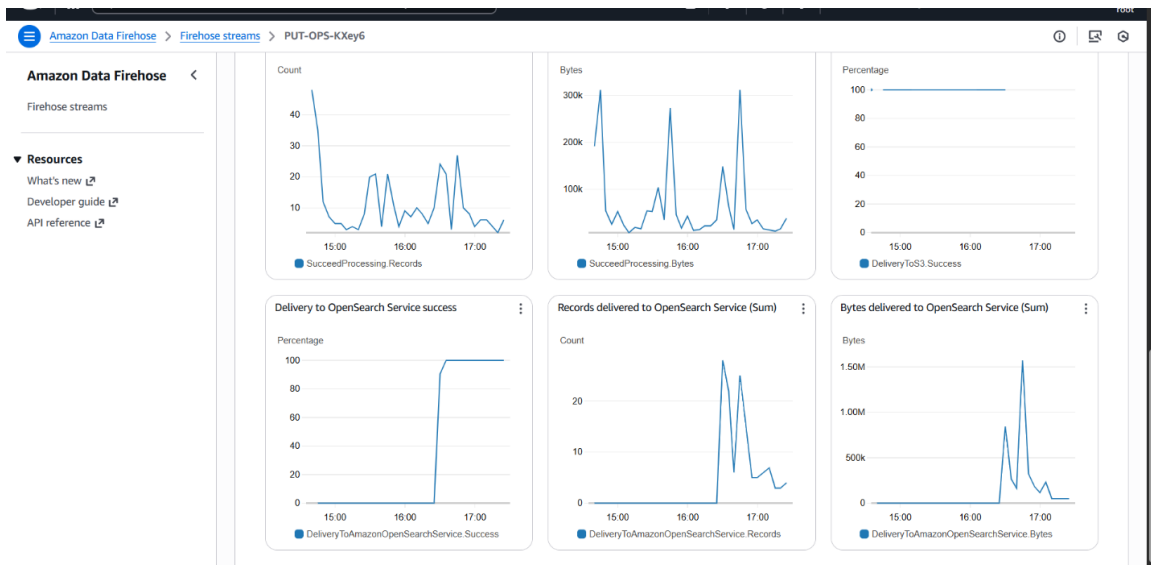 root
Amazon Data Firehose > Firehose streams > PUT-OPS-KXey6
Amazon Data Firehose
Firehose streams
Resources
What's new
Developer guide
API reference
Count
40
30
20
10
15:00 16:00 17:00
SucceedProcessing.Records
Bytes
300k
200k
100k
15:00 16:00 17:00
SucceedProcessing.Bytes
Percentage
100
80
60
40
20
0
15:00 16:00 17:00
DeliveryToS3.Success
Delivery to OpenSearch Service success
Percentage
100
80
60
40
20
0
15:00 16:00 17:00
DeliveryToAmazonOpenSearchService.Success
Records delivered to OpenSearch Service (Sum)
Count
20
10
0
15:00 16:00 17:00
DeliveryToAmazonOpenSearchService.Records
Bytes delivered to OpenSearch Service (Sum)
Bytes
1.50M
1.00M
500k
0
15:00 16:00 17:00
DeliveryToAmazonOpenSearchService.Bytes